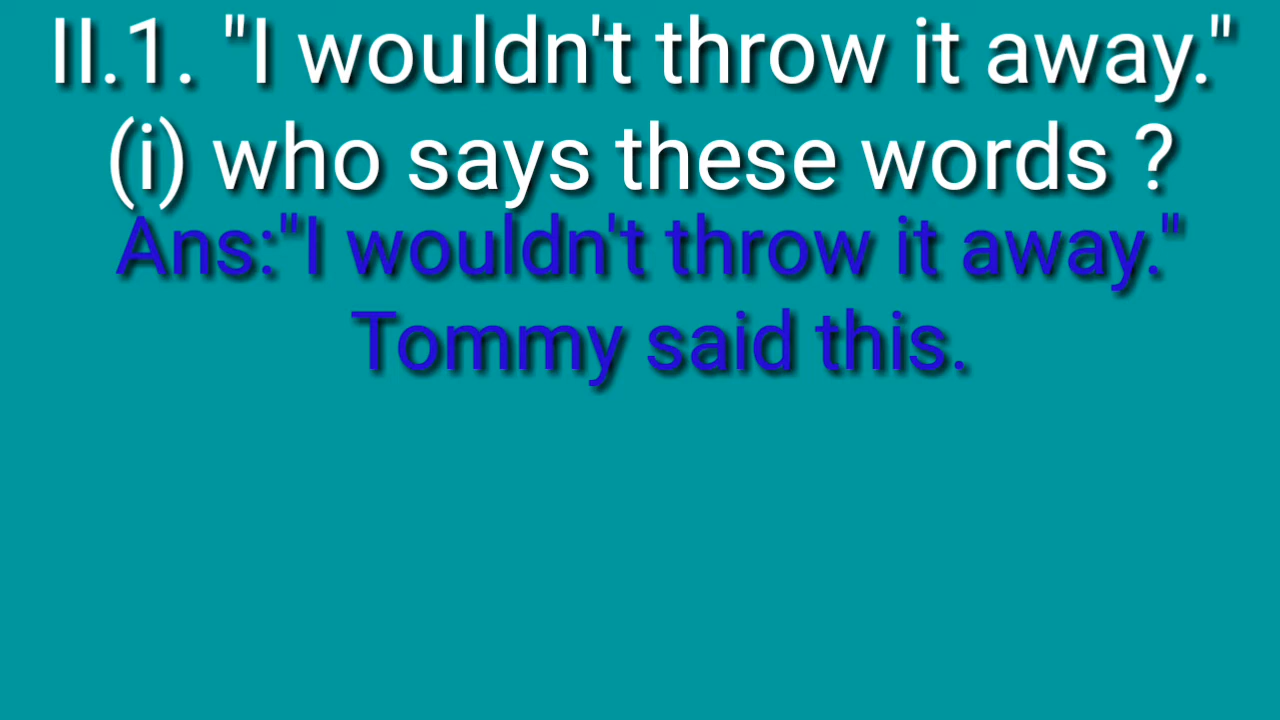 II.1. "I wouldn't throw it away."
(i) who says these words ?
Ans:"I wouldn't throw it away."
Tommy said this.